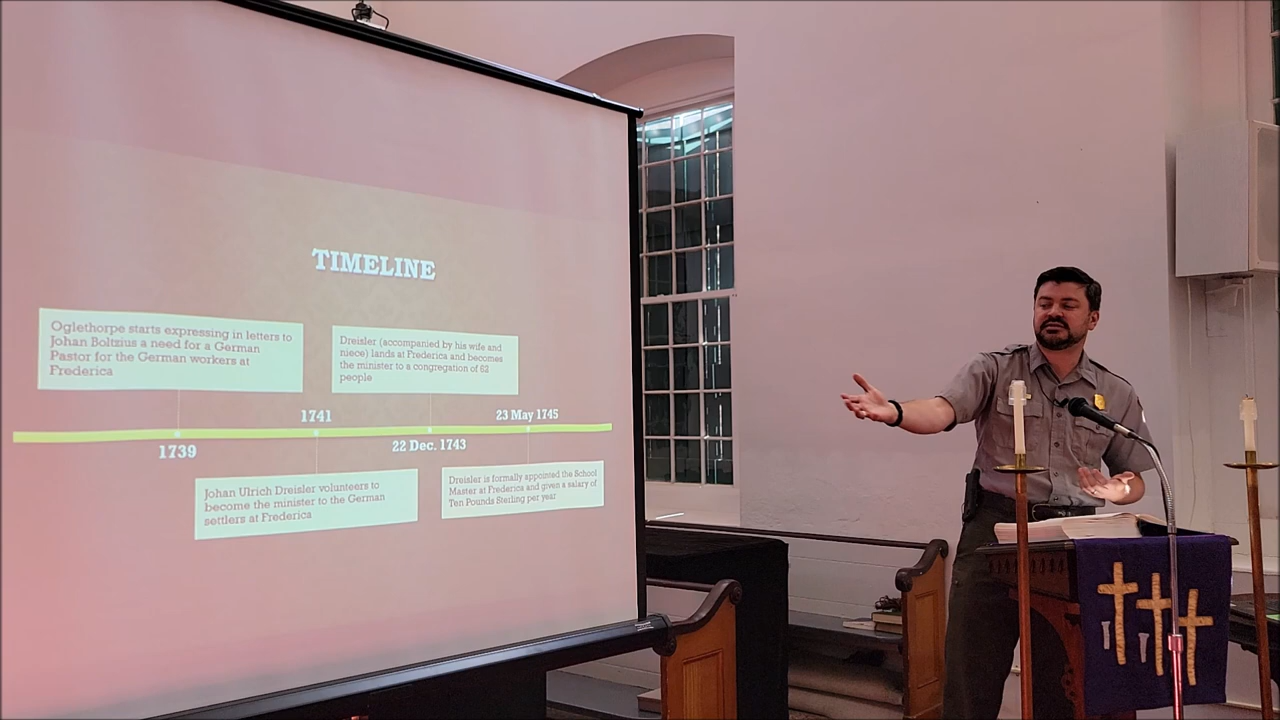 TIMELINE
Oglethorpe starts expressing in letters to
Johan Boltzius a need for a German
Pastor for the German workers at
Frederica
Dreisler (accompanied by his wife and
niece) lands at Frederica and becomes
the minister to a congregation of 62
people
1741
23 May 1745
1739
22 Dec. 1743
Johan Ulrich Dreisler volunteers to
become the minister to the German
settlers at Frederica
Dreisler is formally appointed the School
Master at Frederica and given a salary of
Ten Pounds Sterling per year